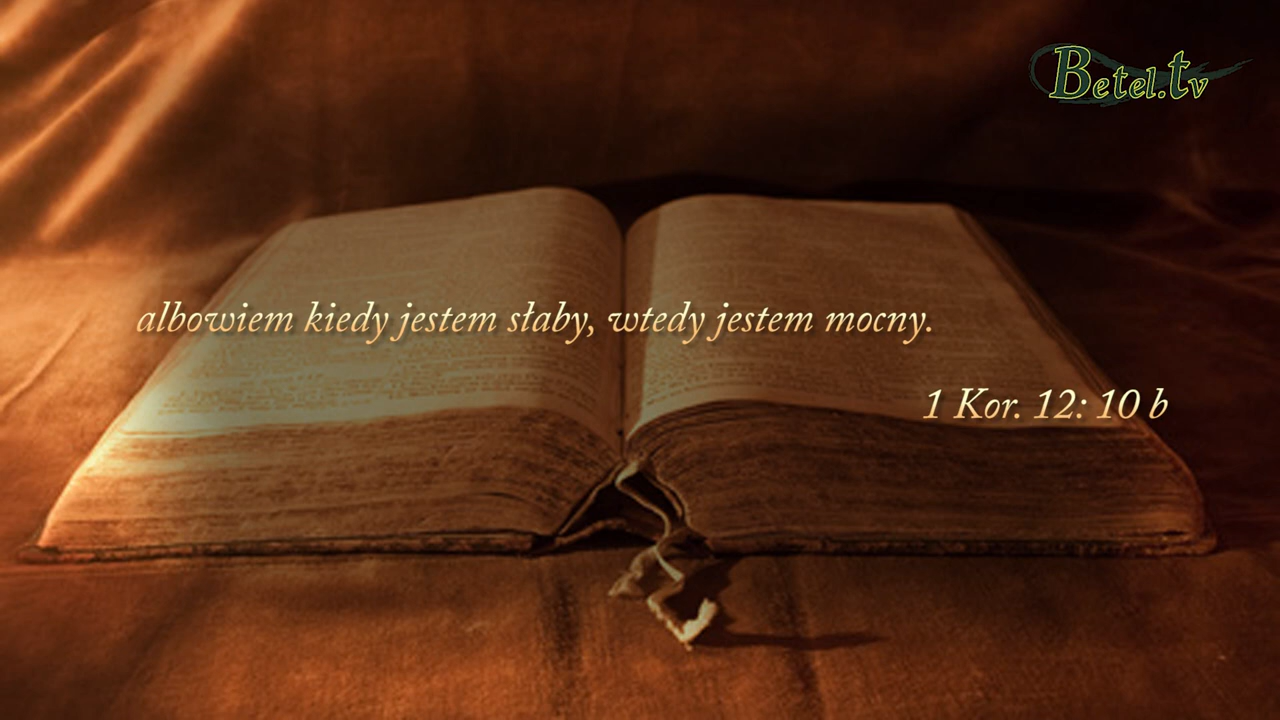 Betel.tv
albowiem kiedy jestem słaby, wtedy jestem mocny.
1 Kor. 12: 10 b